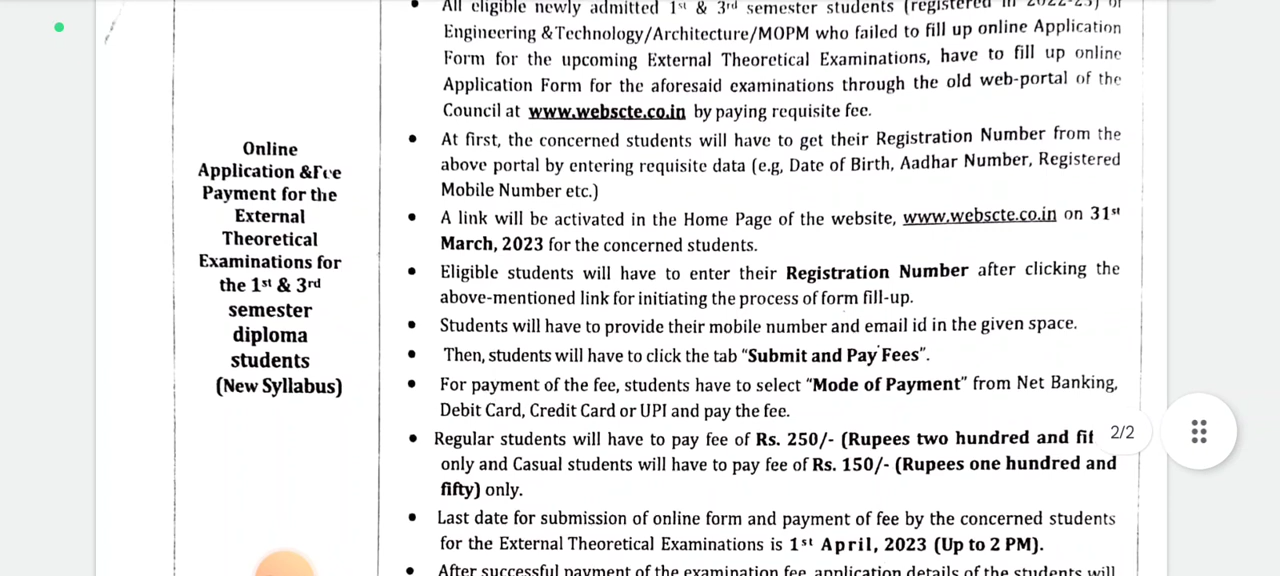 All eligible newly admitted 1st & 3rd semester students (registered in 2022-23) of
Engineering &Technology/Architecture/MOPM who failed to fill up online Application
Form for the upcoming External Theoretical Examinations, have to fill up online
Application Form for the aforesaid examinations through the old web-portal of the
Council at www.webscte.co.in by paying requisite fee.
Online
Application &Fee
Payment for the
External
Theoretical
Examinations for
the 1st & 3rd
semester
diploma
students
(New Syllabus)
• At first, the concerned students will have to get their Registration Number from the
above portal by entering requisite data (e.g, Date of Birth, Aadhar Number, Registered
Mobile Number etc.)
• A link will be activated in the Home Page of the website, www.webscte.co.in on 31st
March, 2023 for the concerned students.
• Eligible students will have to enter their Registration Number after clicking the
above-mentioned link for initiating the process of form fill-up.
• Students will have to provide their mobile number and email id in the given space.
• Then, students will have to click the tab "Submit and Pay Fees".
• For payment of the fee, students have to select "Mode of Payment" from Net Banking,
Debit Card, Credit Card or UPI and pay the fee.
• Regular students will have to pay fee of Rs. 250/- (Rupees two hundred and fif
only and Casual students will have to pay fee of Rs. 150/- (Rupees one hundred and
fifty) only.
• Last date for submission of online form and payment of fee by the concerned students
for the External Theoretical Examinations is 1st April, 2023 (Up to 2 PM).
• After successful payment of the examination fee, application details of the students will
2/2